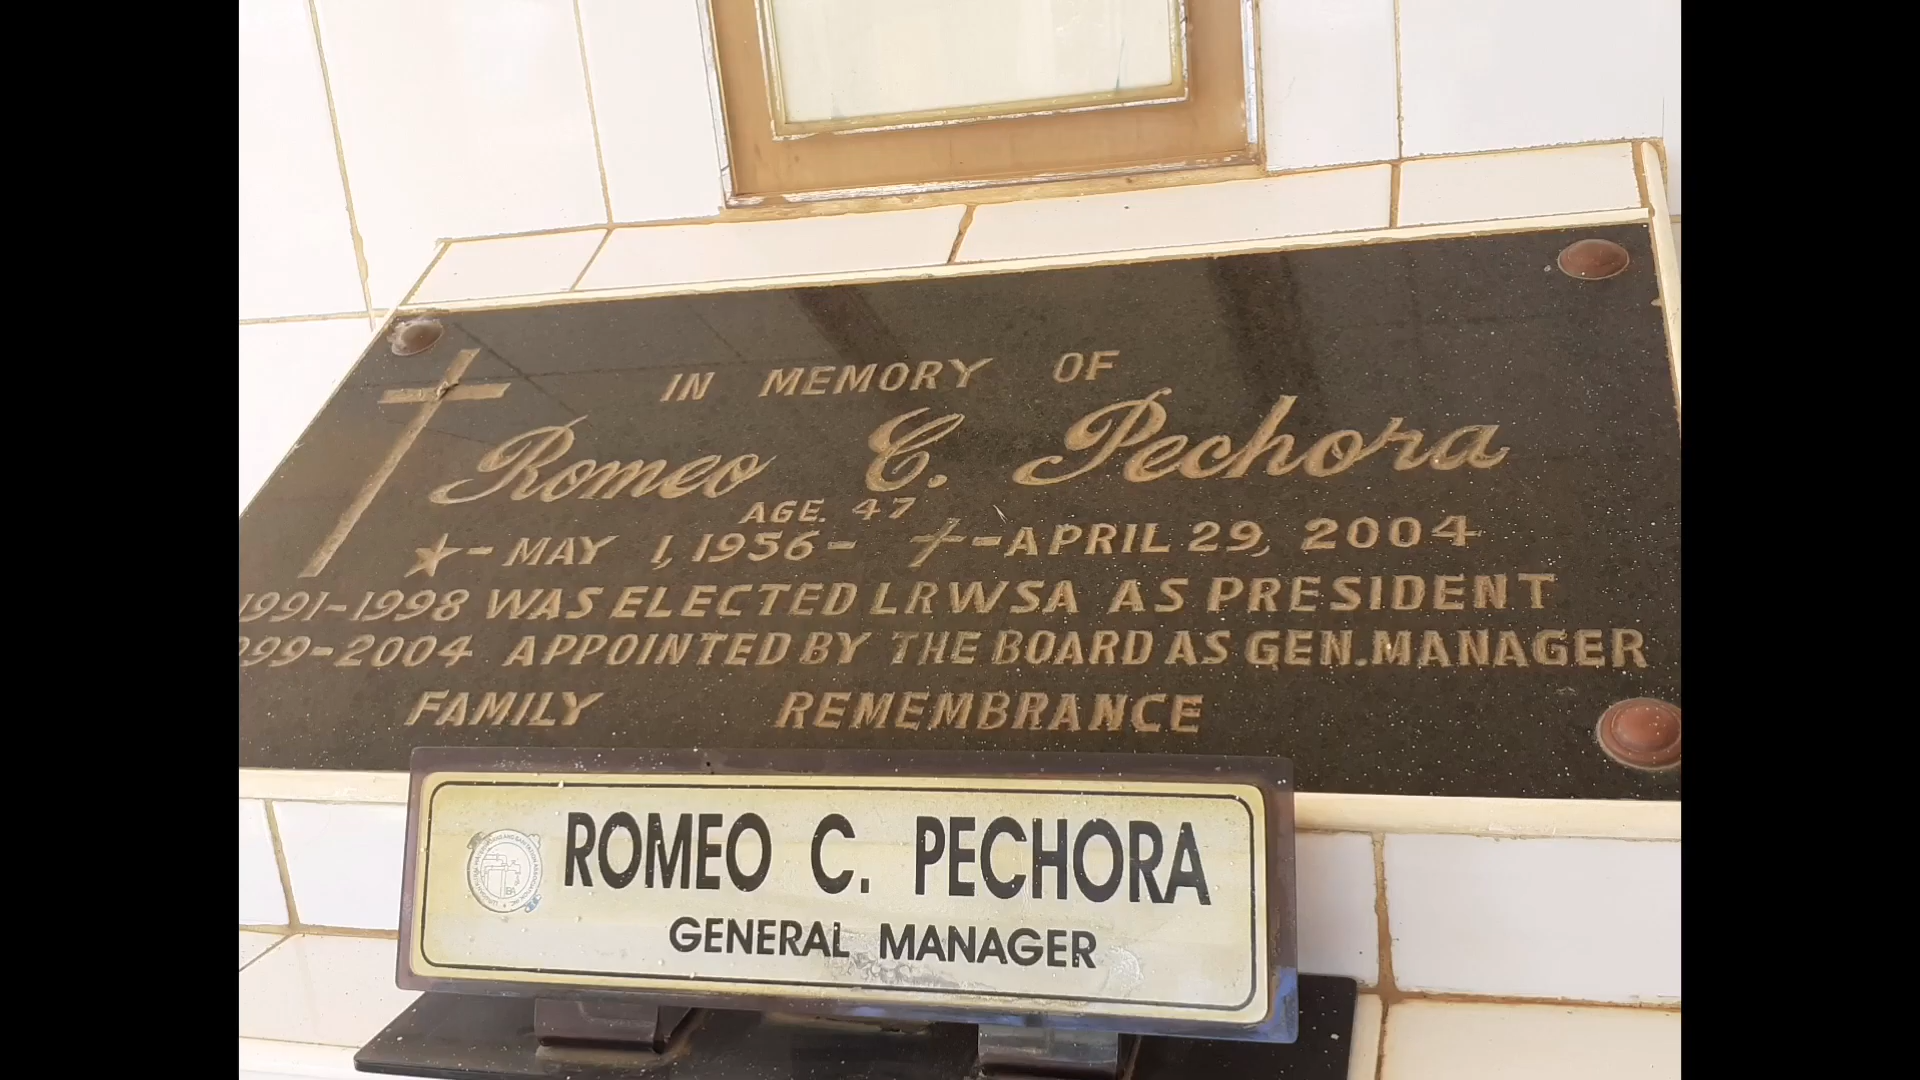 IN MEMORY OF
Romeo C. Pechora
AGE. 47
★-MAY 1, 1956- ✝-APRIL 29, 2004
1991-1998 WAS ELECTED LRWSA AS PRESIDENT
999-2004 APPOINTED BY THE BOARD AS GEN.MANAGER
FAMILY REMEMBRANCE
ROMEO C. PECHORA
GENERAL MANAGER